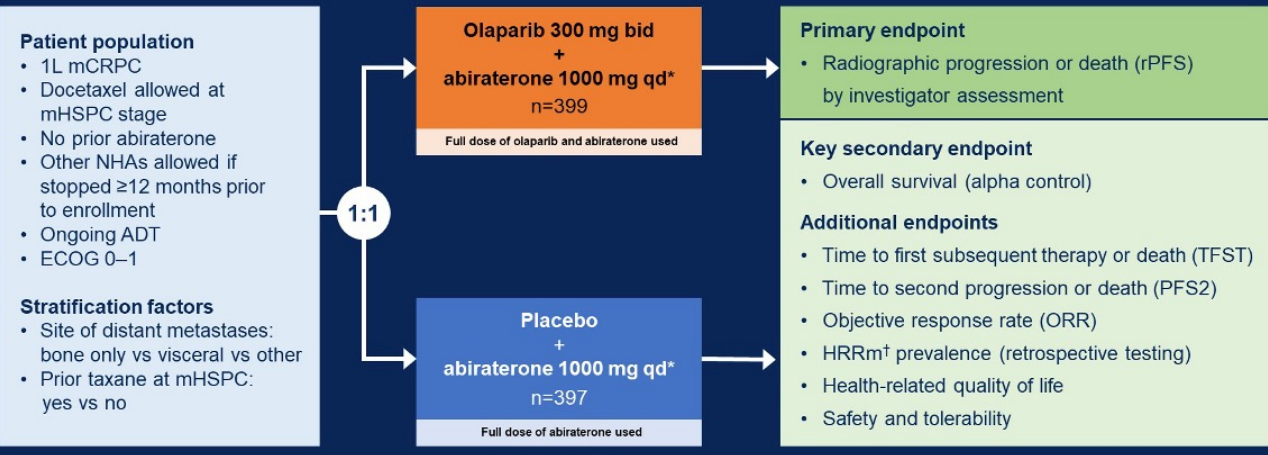 Patient population
• 1L mCRPC
• Docetaxel allowed at
mHSPC stage
• No prior abiraterone
• Other NHAs allowed if
stopped ≥12 months prior
to enrollment
• Ongoing ADT
• ECOG 0–1
Stratification factors
• Site of distant metastases:
bone only vs visceral vs other
• Prior taxane at mHSPC:
yes vs no
1:1
Olaparib 300 mg bid
+
abiraterone 1000 mg qd*
n=399
Full dose of olaparib and abiraterone used
Placebo
+
abiraterone 1000 mg qd*
n=397
Full dose of abiraterone used
Primary endpoint
• Radiographic progression or death (rPFS)
by investigator assessment
Key secondary endpoint
• Overall survival (alpha control)
Additional endpoints
• Time to first subsequent therapy or death (TFST)
• Time to second progression or death (PFS2)
• Objective response rate (ORR)
• HRRm† prevalence (retrospective testing)
• Health-related quality of life
• Safety and tolerability